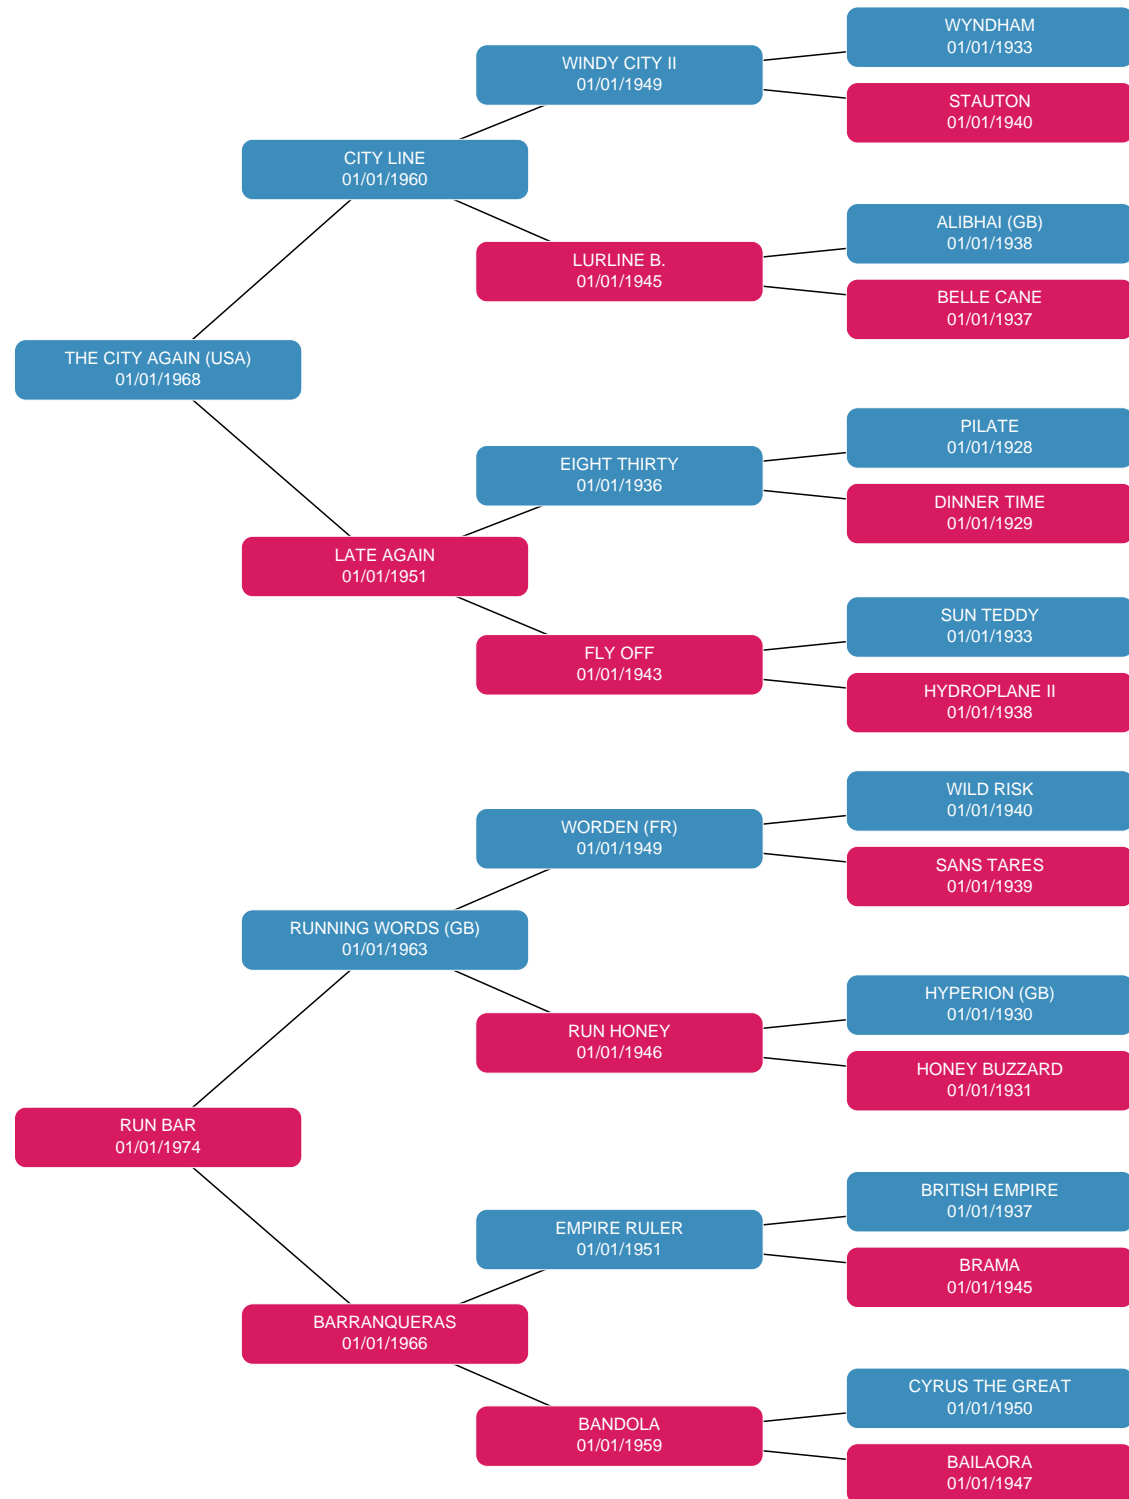 WYNDHAM
01/01/1933
WINDY CITY II
01/01/1949
STAUTON
01/01/1940
CITY LINE
01/01/1960
ALIBHAI (GB)
01/01/1938
LURLINE B.
01/01/1945
BELLE CANE
01/01/1937
THE CITY AGAIN (USA)
01/01/1968
PILATE
01/01/1928
EIGHT THIRTY
01/01/1936
DINNER TIME
01/01/1929
LATE AGAIN
01/01/1951
SUN TEDDY
01/01/1933
FLY OFF
01/01/1943
HYDROPLANE II
01/01/1938
WILD RISK
01/01/1940
WORDEN (FR)
01/01/1949
SANS TARES
01/01/1939
RUNNING WORDS (GB)
01/01/1963
HYPERION (GB)
01/01/1930
RUN HONEY
01/01/1946
HONEY BUZZARD
01/01/1931
RUN BAR
01/01/1974
BRITISH EMPIRE
01/01/1937
EMPIRE RULER
01/01/1951
BRAMA
01/01/1945
BARRANQUERAS
01/01/1966
CYRUS THE GREAT
01/01/1950
BANDOLA
01/01/1959
BAILAORA
01/01/1947